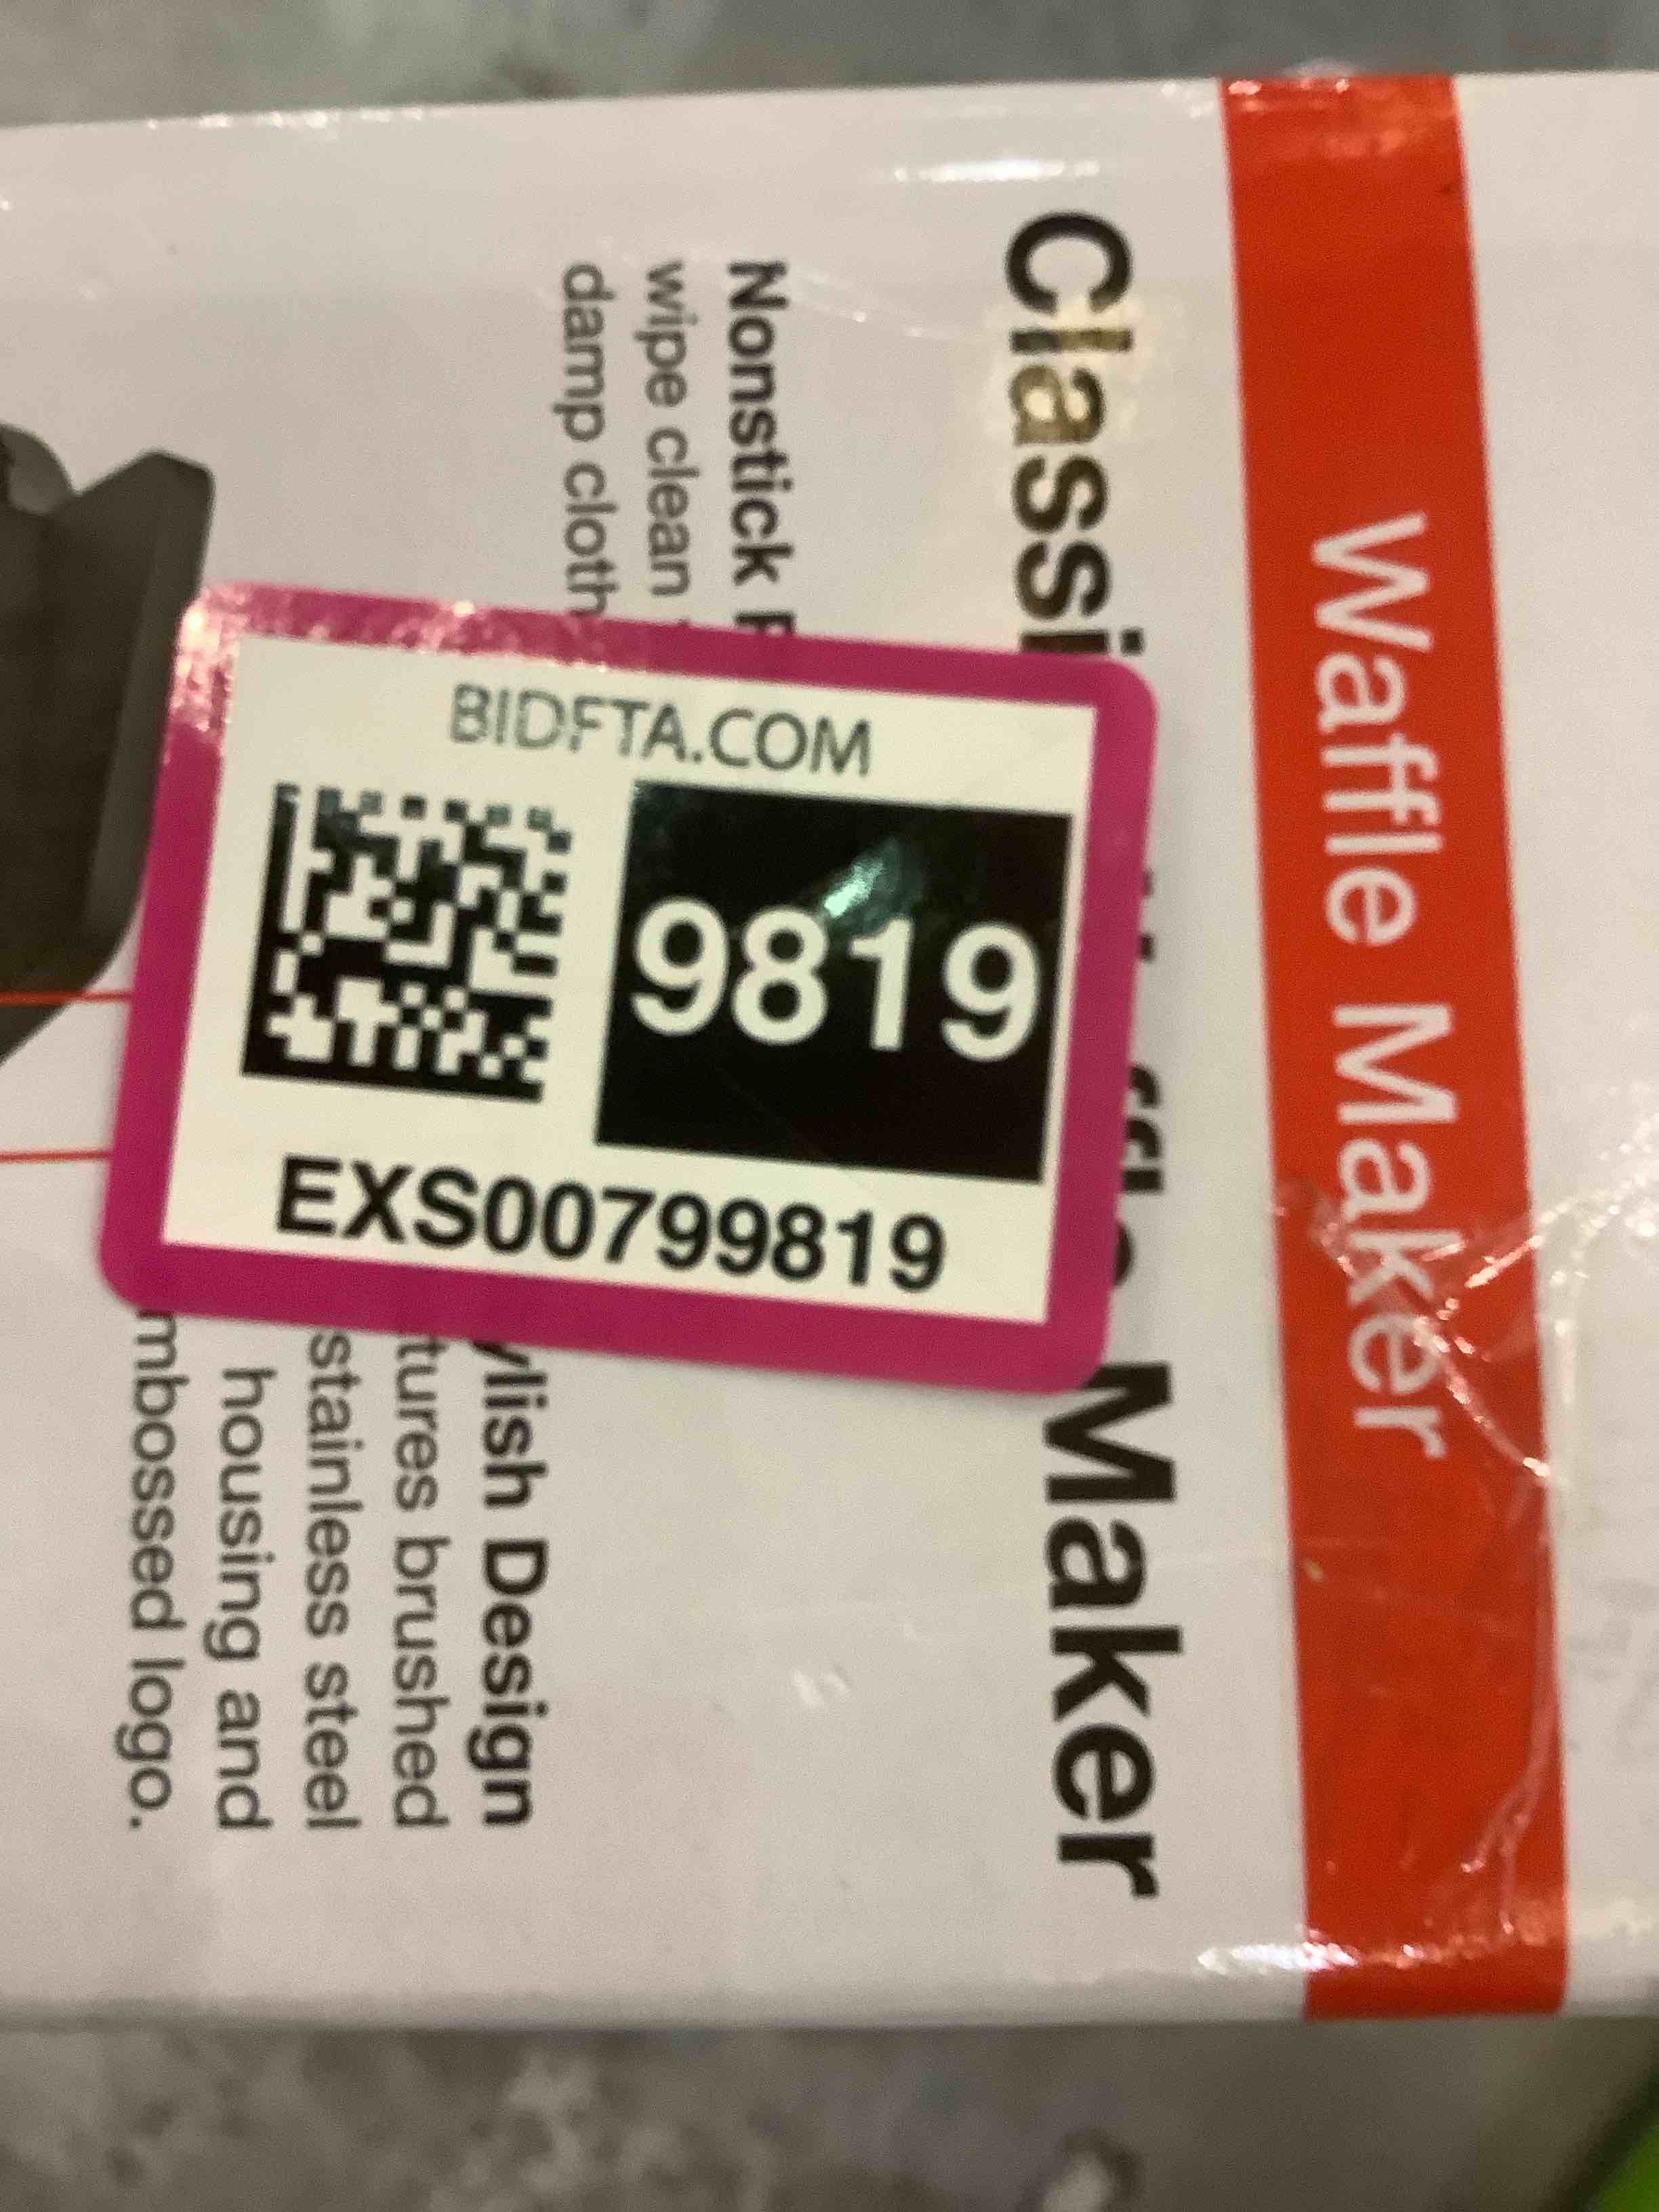 Waffle Maker
Classi
Maker
Nonstick
wipe clean
damp cloth
BIDFTA.COM
9819
EXS00799819
ylish Design
tures brushed
stainless steel
housing and
mbossed logo.